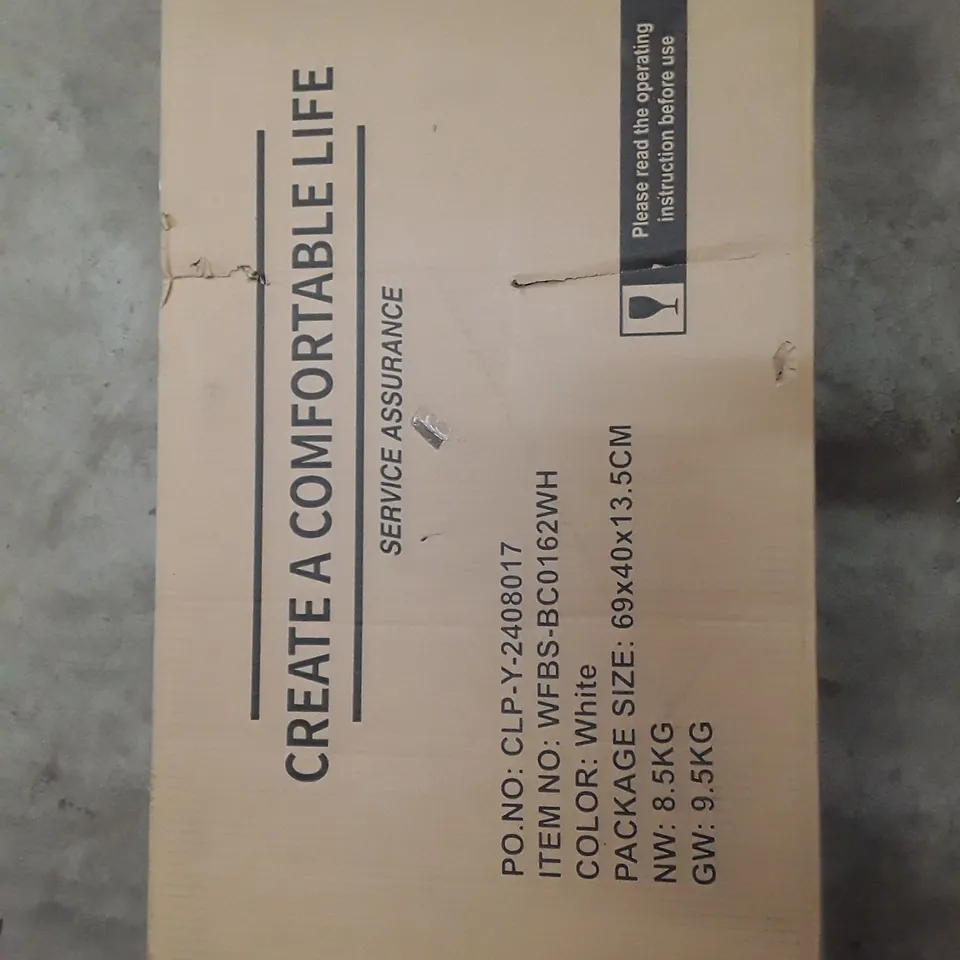 CREATE A COMFORTABLE LIFE
SERVICE ASSURANCE
PO.NO: CLP-Y-2408017
ITEM NO: WFBS-BC0162WH
COLOR: White
PACKAGE SIZE: 69x40x13.5CM
NW: 8.5KG
GW: 9.5KG
Please read the operating
instruction before use